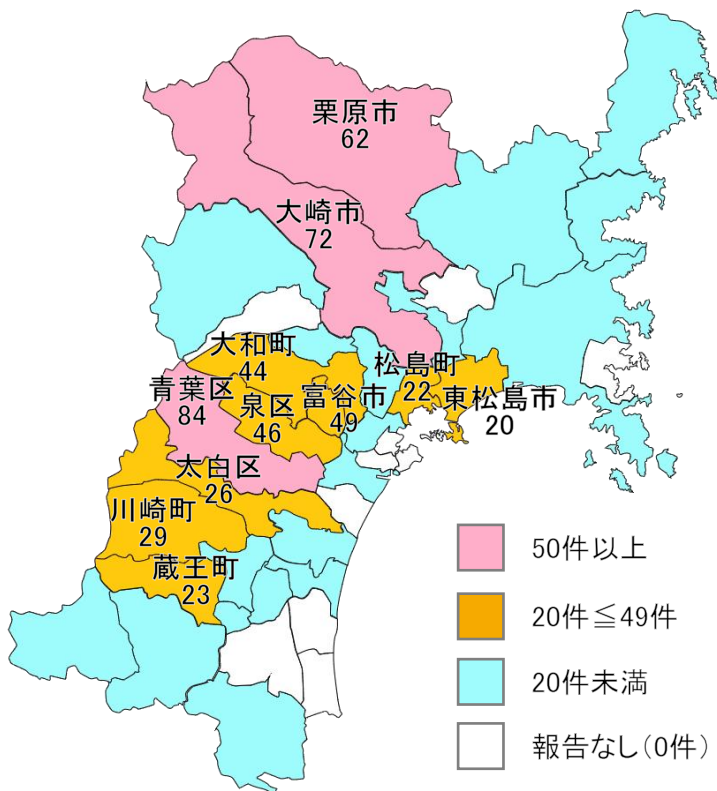 栗原市
62
大崎市
72
大和町
44
松島町
22
青葉区
84
泉区
46
富谷市
49
東松島市
20
太白区
26
川崎町
29
蔵王町
23
50件以上
20件≦49件
20件未満
報告なし(0件)